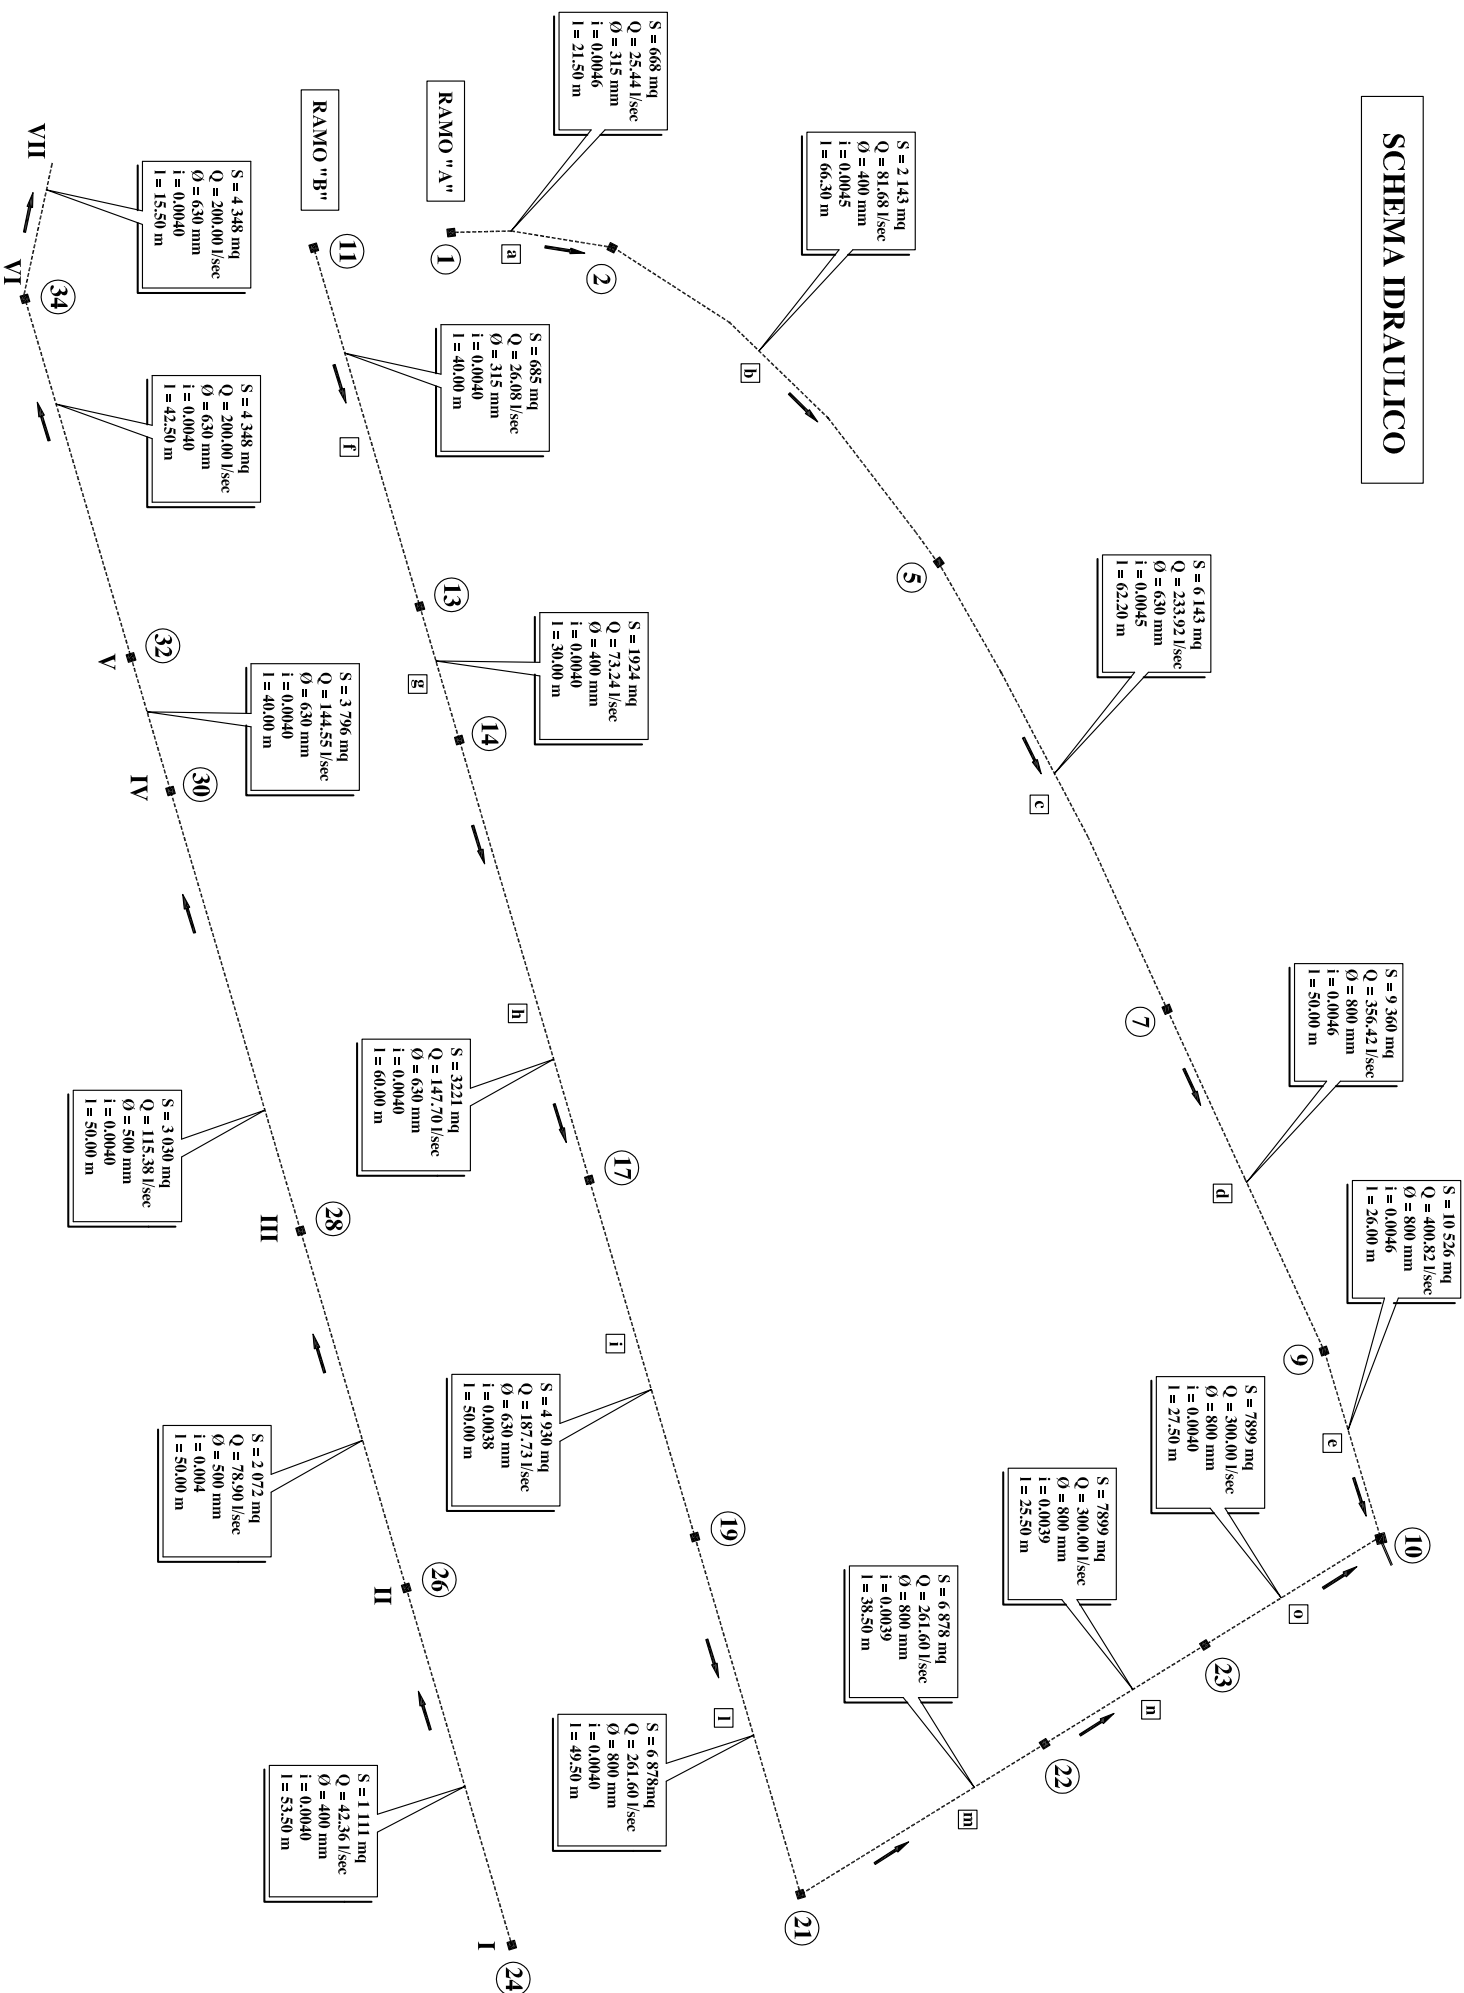 SCHEMA IDRAULICO
S = 10 526 mq
Q = 400.82 l/sec
Ø = 800 mm
i = 0.0046
l = 26.00 m
S = 9 360 mq
Q = 356.42 l/sec
Ø = 800 mm
i = 0.0046
l = 50.00 m
S = 6 143 mq
Q = 233.92 l/sec
Ø = 630 mm
i = 0.0045
l = 62.20 m
S = 2 143 mq
Q = 81.68 l/sec
Ø = 400 mm
i = 0.0045
l = 66.30 m
S = 668 mq
Q = 25.44 l/sec
Ø = 315 mm
i = 0.0046
l = 21.50 m
RAMO "A"
1
a
2
b
5
c
7
d
9
e
10
S = 7899 mq
Q = 300.00 l/sec
Ø = 800 mm
i = 0.0040
l = 27.50 m
o
23
S = 7899 mq
Q = 300.00 l/sec
Ø = 800 mm
i = 0.0039
l = 25.50 m
n
22
S = 6 878 mq
Q = 261.60 l/sec
Ø = 800 mm
i = 0.0039
l = 38.50 m
m
21
RAMO "B"
11
S = 685 mq
Q = 26.08 l/sec
Ø = 315 mm
i = 0.0040
l = 40.00 m
f
13
S = 1924 mq
Q = 73.24 l/sec
Ø = 400 mm
i = 0.0040
l = 30.00 m
g
14
h
S = 3221 mq
Q = 147.70 l/sec
Ø = 630 mm
i = 0.0040
l = 60.00 m
17
i
S = 4 930 mq
Q = 187.73 l/sec
Ø = 630 mm
i = 0.0038
l = 50.00 m
19
l
S = 6 878mq
Q = 261.60 l/sec
Ø = 800 mm
i = 0.0040
l = 49.50 m
VII
S = 4 348 mq
Q = 200.00 l/sec
Ø = 630 mm
i = 0.0040
l = 15.50 m
34
VI
S = 4 348 mq
Q = 200.00 l/sec
Ø = 630 mm
i = 0.0040
l = 42.50 m
32
V
S = 3 796 mq
Q = 144.55 l/sec
Ø = 630 mm
i = 0.0040
l = 40.00 m
30
IV
S = 3 030 mq
Q = 115.38 l/sec
Ø = 500 mm
i = 0.0040
l = 50.00 m
28
III
S = 2 072 mq
Q = 78.90 l/sec
Ø = 500 mm
i = 0.004
l = 50.00 m
26
II
S = 1 111 mq
Q = 42.36 l/sec
Ø = 400 mm
i = 0.0040
l = 53.50 m
24
I